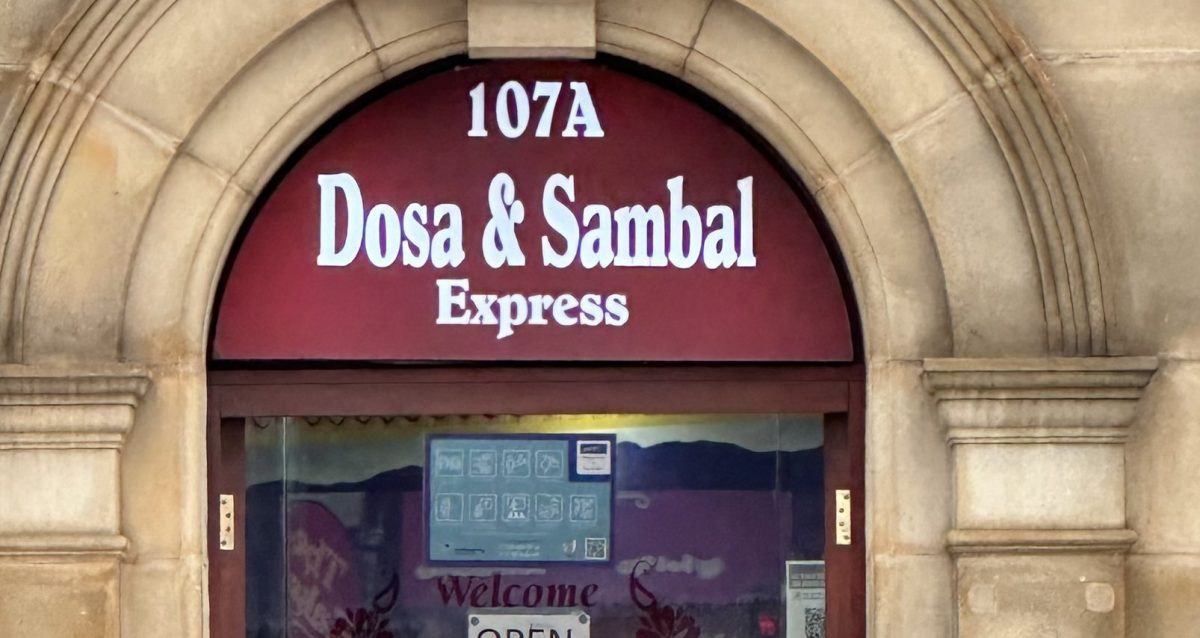 107A
Dosa & Sambal
Express
Welcome
OPEN